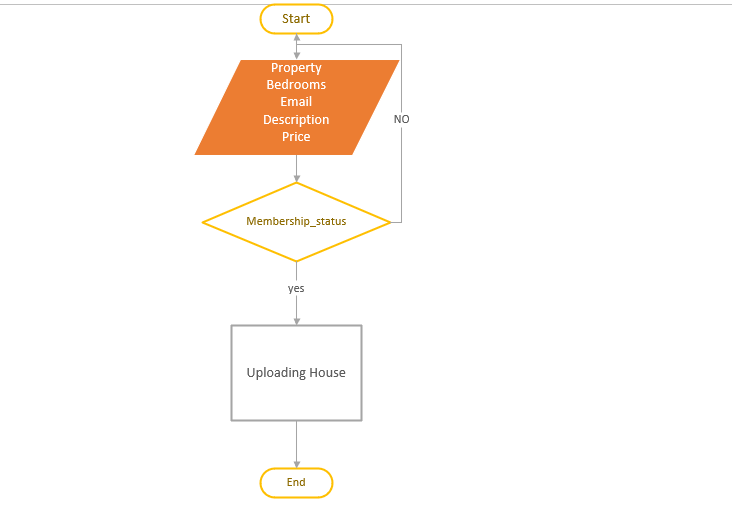 Start
Property
Bedrooms
Email
Description
Price
NO
Membership_status
yes
Uploading House
End